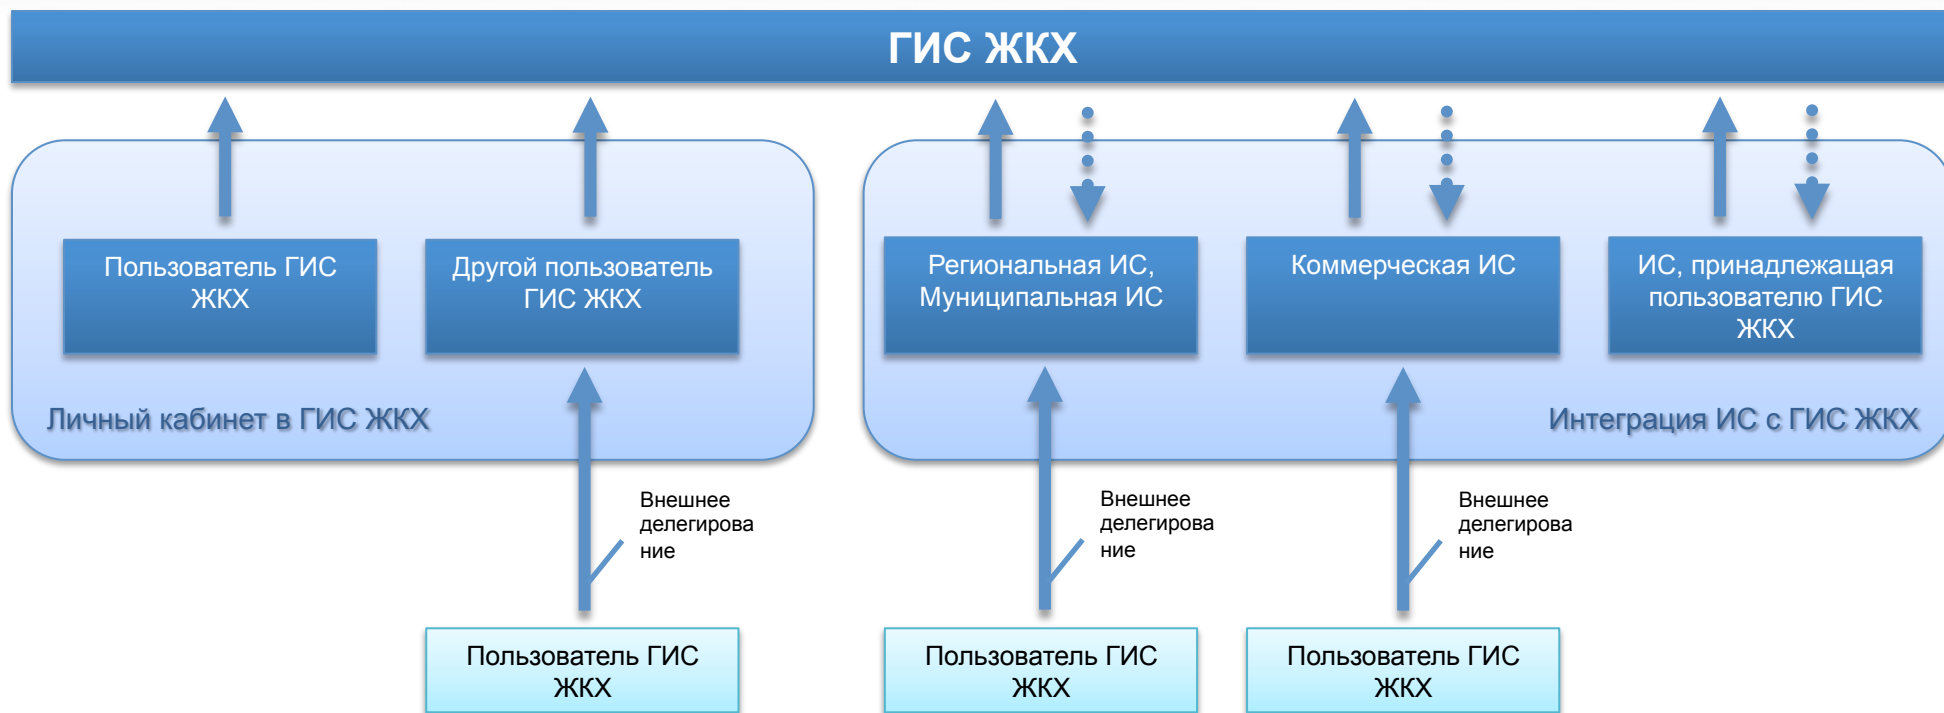 ГИС ЖКХ
Пользователь ГИС
ЖКХ
Другой пользователь
ГИС ЖКХ
Региональная ИС,
Муниципальная ИС
Коммерческая ИС
ИС, принадлежащая
пользователю ГИС
ЖКХ
Личный кабинет в ГИС ЖКХ
Интеграция ИС с ГИС ЖКХ
Внешнее
делегирова
ние
Внешнее
делегирова
ние
Внешнее
делегирова
ние
Пользователь ГИС
ЖКХ
Пользователь ГИС
ЖКХ
Пользователь ГИС
ЖКХ